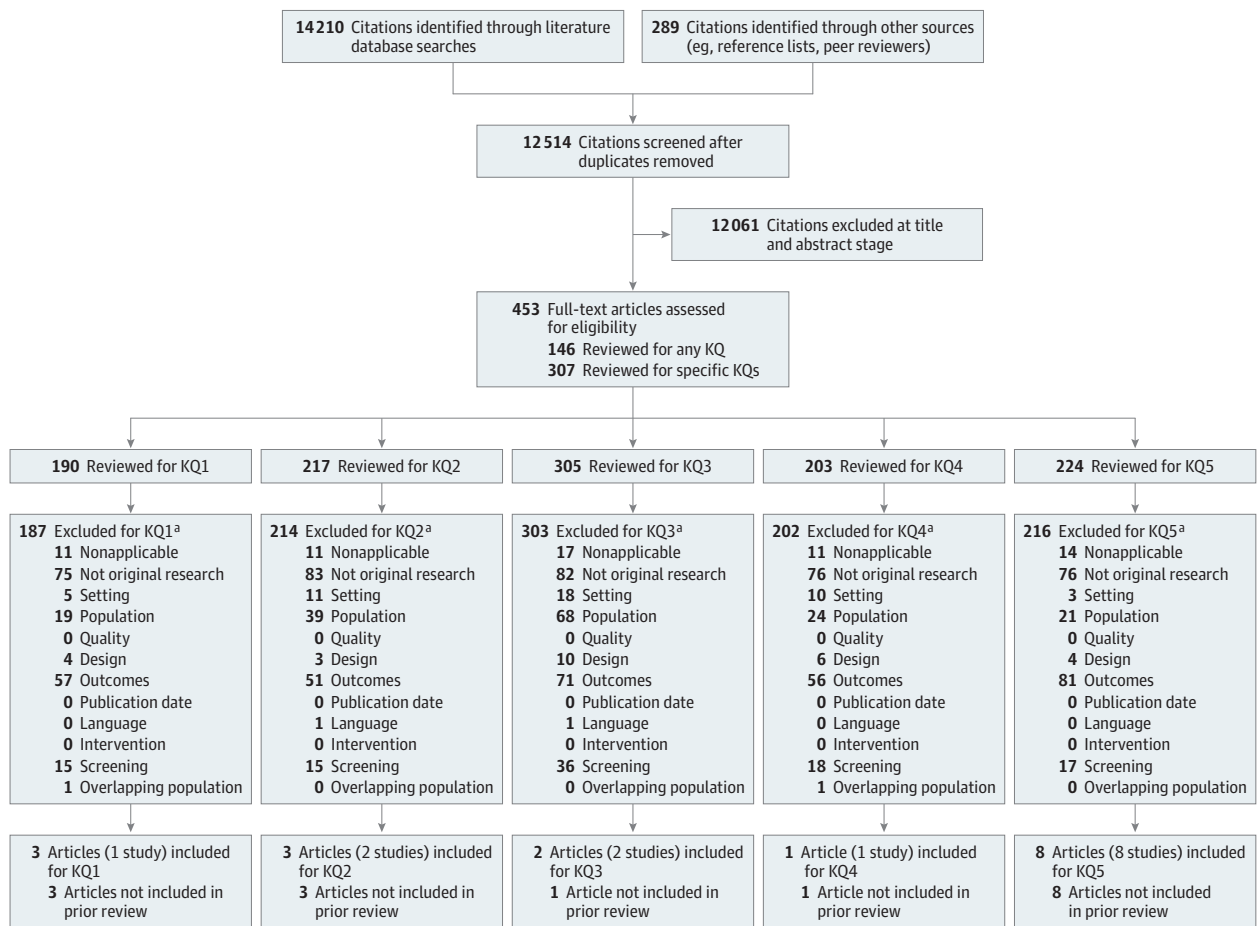 14 210 Citations identified through literature
database searches
289 Citations identified through other sources
(eg, reference lists, peer reviewers)
12 514 Citations screened after
duplicates removed
12 061 Citations excluded at title
and abstract stage
453 Full-text articles assessed
for eligibility
146 Reviewed for any KQ
307 Reviewed for specific KQs
190 Reviewed for KQ1
217 Reviewed for KQ2
305 Reviewed for KQ3
203 Reviewed for KQ4
224 Reviewed for KQ5
187 Excluded for KQ1a
11 Nonapplicable
75 Not original research
5 Setting
19 Population
0 Quality
4 Design
57 Outcomes
0 Publication date
0 Language
0 Intervention
15 Screening
1 Overlapping population
214 Excluded for KQ2a
11 Nonapplicable
83 Not original research
11 Setting
39 Population
0 Quality
3 Design
51 Outcomes
0 Publication date
1 Language
0 Intervention
15 Screening
0 Overlapping population
303 Excluded for KQ3a
17 Nonapplicable
82 Not original research
18 Setting
68 Population
0 Quality
10 Design
71 Outcomes
0 Publication date
1 Language
0 Intervention
36 Screening
0 Overlapping population
202 Excluded for KQ4a
11 Nonapplicable
76 Not original research
10 Setting
24 Population
0 Quality
6 Design
56 Outcomes
0 Publication date
0 Language
0 Intervention
18 Screening
1 Overlapping population
216 Excluded for KQ5a
14 Nonapplicable
76 Not original research
3 Setting
21 Population
0 Quality
4 Design
81 Outcomes
0 Publication date
0 Language
0 Intervention
17 Screening
0 Overlapping population
3 Articles (1 study) included
for KQ1
3 Articles not included in
prior review
3 Articles (2 studies) included
for KQ2
3 Articles not included in
prior review
2 Articles (2 studies) included
for KQ3
1 Article not included in
prior review
1 Article (1 study) included
for KQ4
1 Article not included in
prior review
8 Articles (8 studies) included
for KQ5
8 Articles not included
in prior review